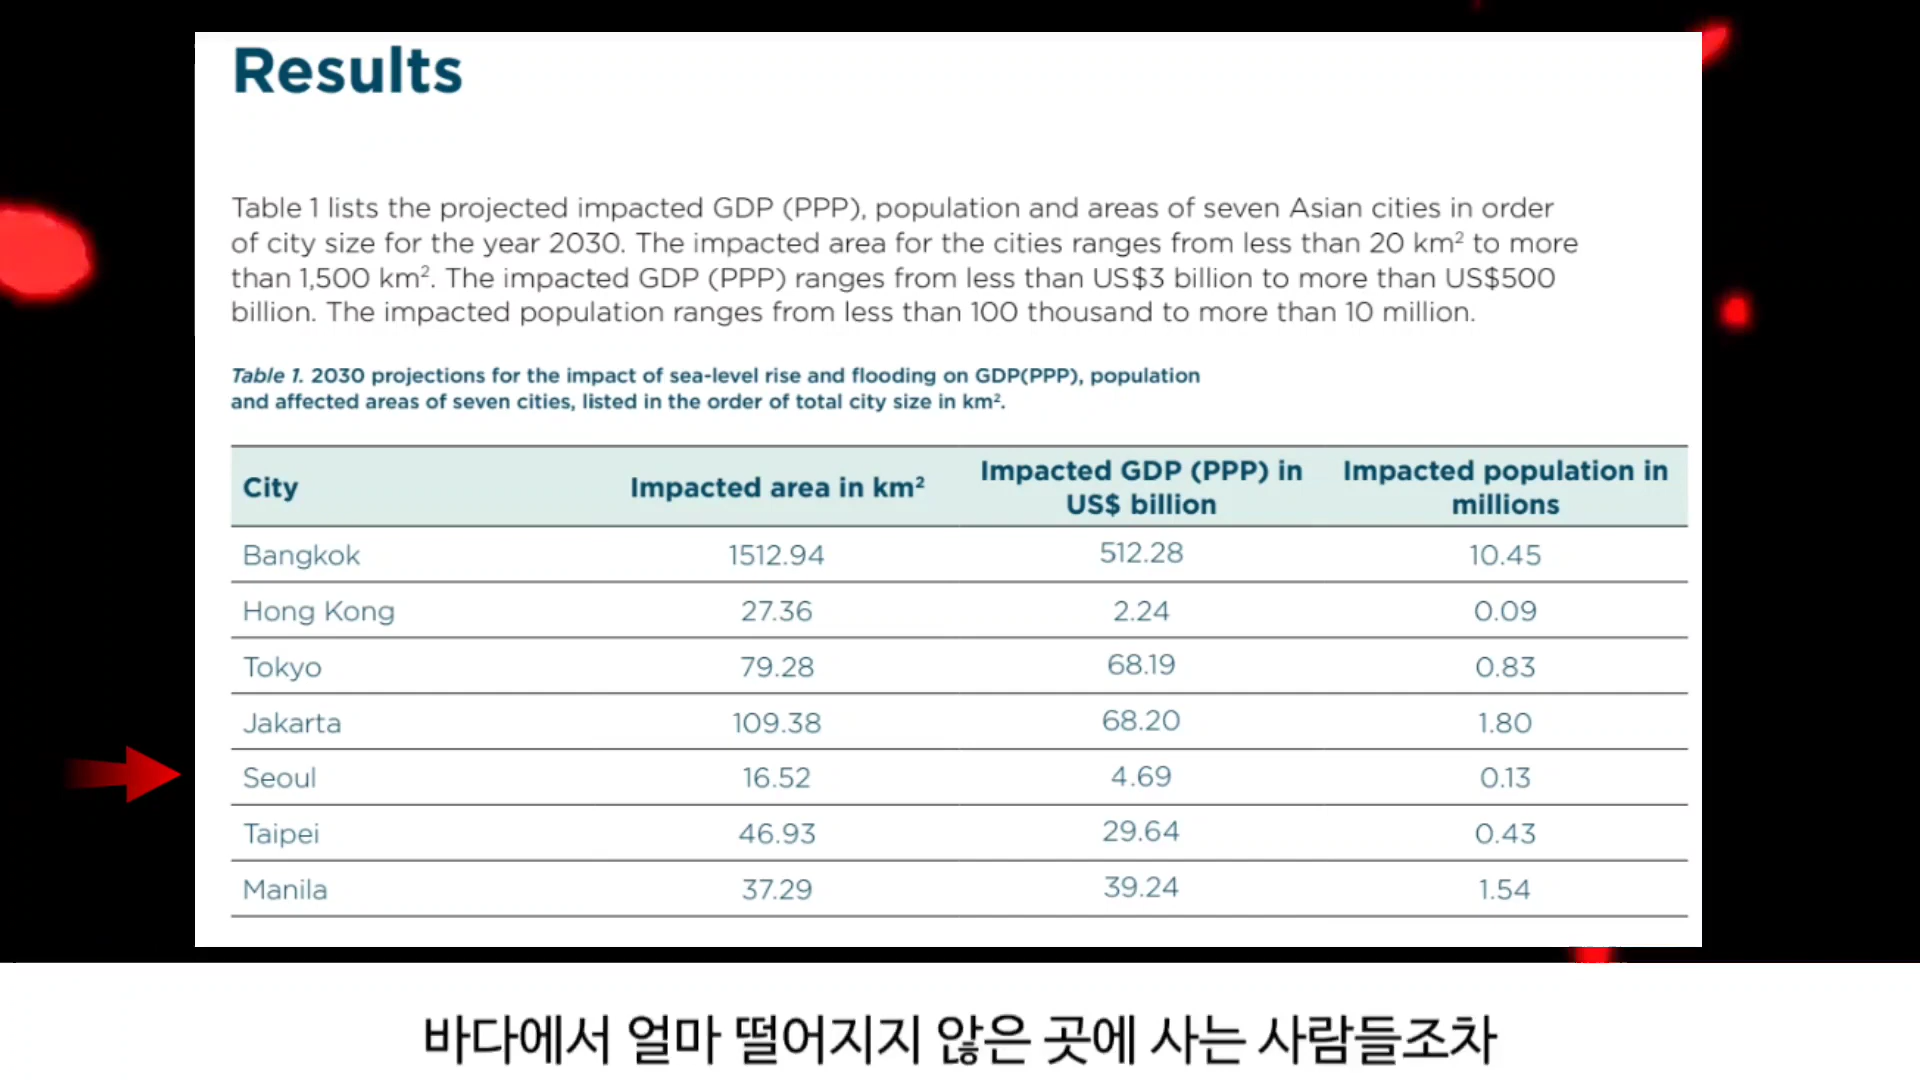 Results
Table 1 lists the projected impacted GDP (PPP), population and areas of seven Asian cities in order
of city size for the year 2030. The impacted area for the cities ranges from less than 20 km² to more
than 1,500 km². The impacted GDP (PPP) ranges from less than US$3 billion to more than US$500
billion. The impacted population ranges from less than 100 thousand to more than 10 million.
Table 1. 2030 projections for the impact of sea-level rise and flooding on GDP(PPP), population
and affected areas of seven cities, listed in the order of total city size in km².
City Impacted area in km² Impacted GDP (PPP) in US$ billion Impacted population in millions
Bangkok 1512.94 512.28 10.45
Hong Kong 27.36 2.24 0.09
Tokyo 79.28 68.19 0.83
Jakarta 109.38 68.20 1.80
Seoul 16.52 4.69 0.13
Taipei 46.93 29.64 0.43
Manila 37.29 39.24 1.54
바다에서 얼마 떨어지지 않은 곳에 사는 사람들조차